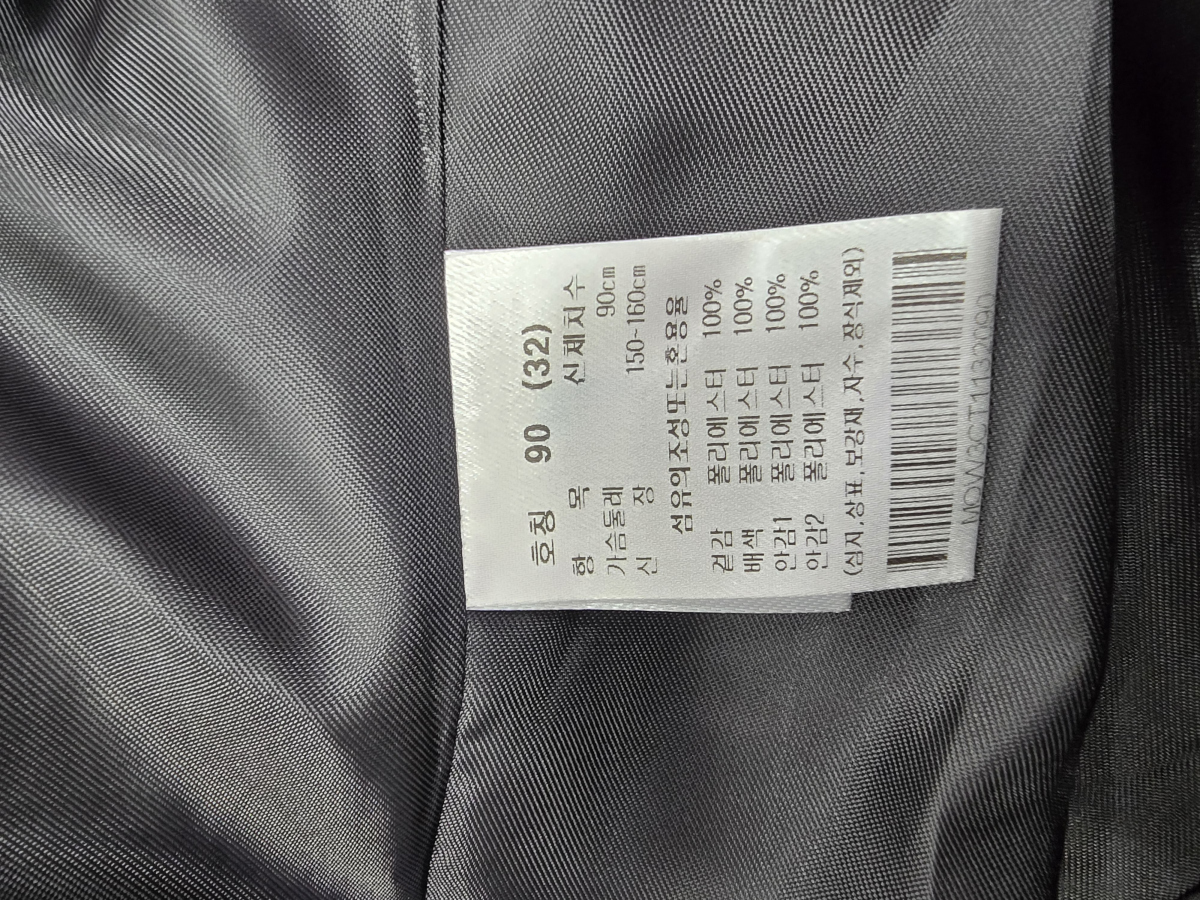 호칭 90 (32)
항 목 신체치수
가슴둘레 90cm
신 장 150~160cm
섬유의조성또는혼용율
겉감 폴리에스터 100%
배색 폴리에스터 100%
안감1 폴리에스터 100%
안감2 폴리에스터 100%
(심지,상표,보강재,자수,장식제외)